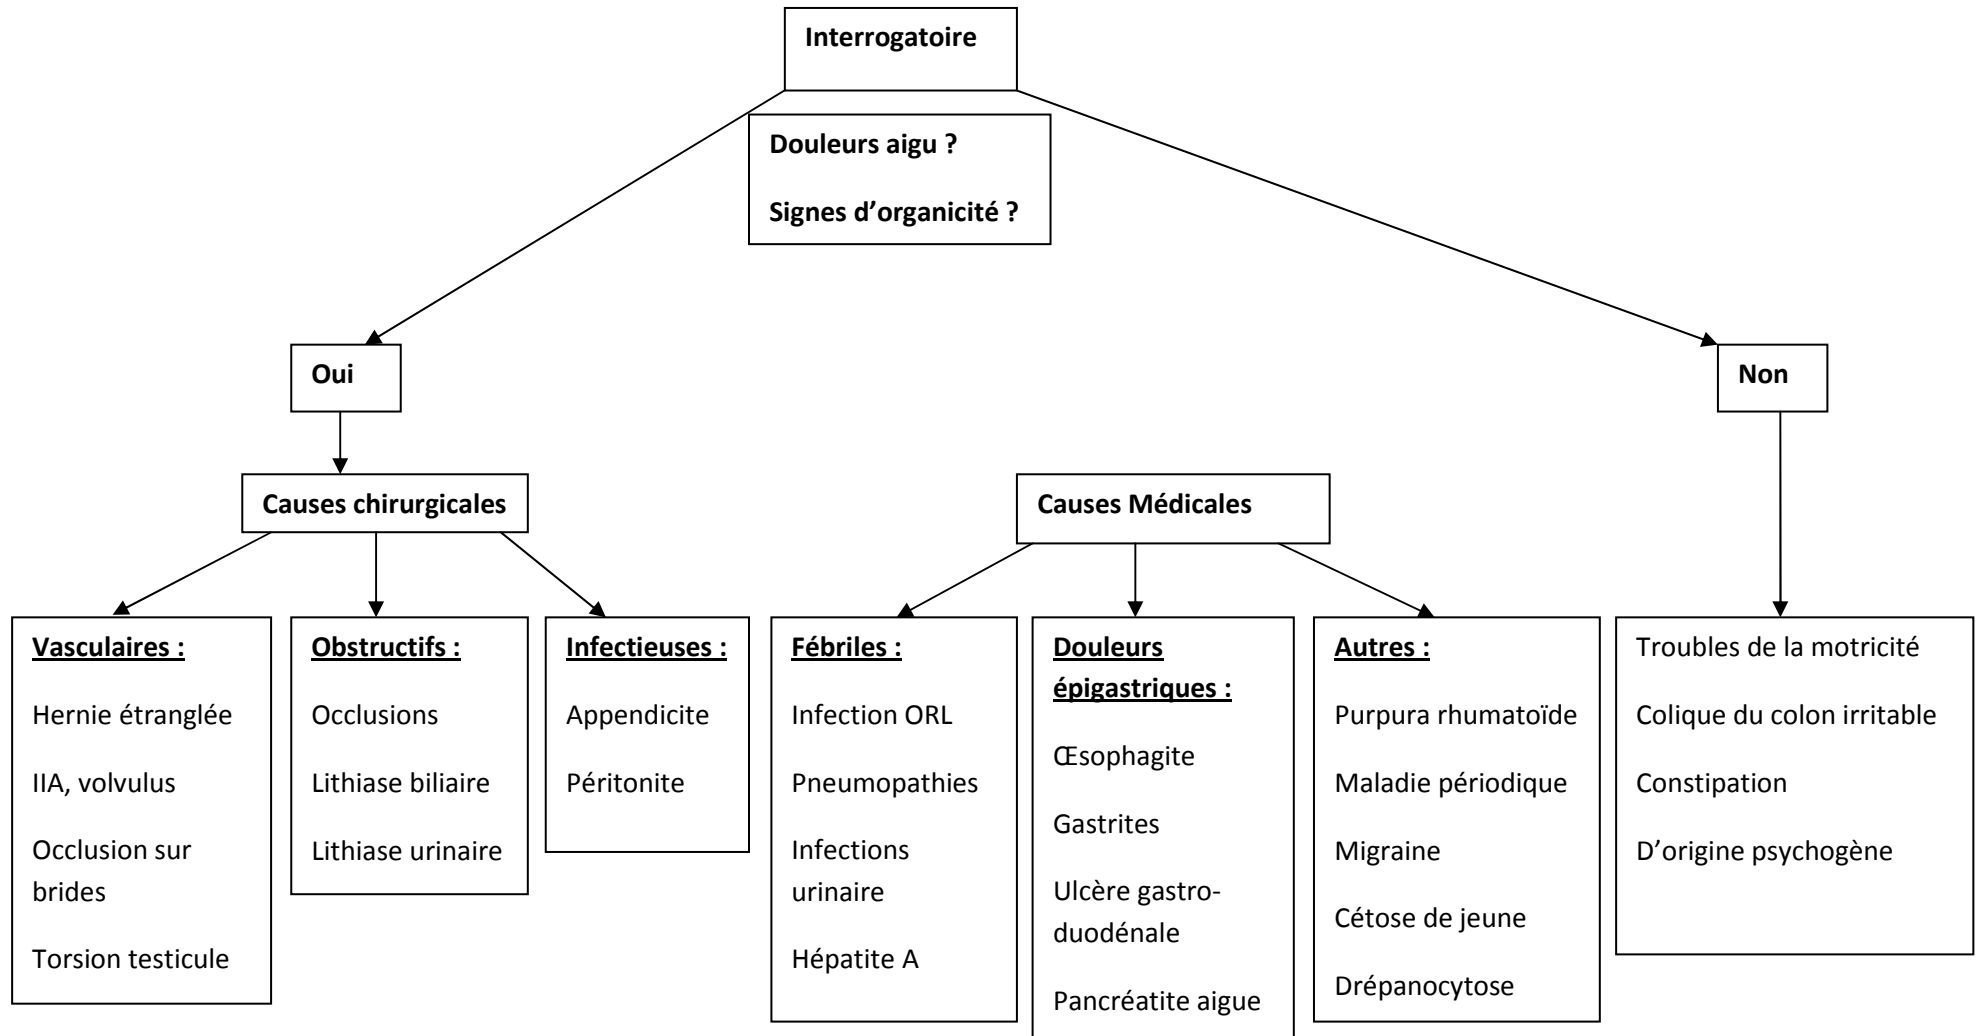 Interrogatoire
Douleurs aigu ?
Signes d’organicité ?
Oui
Non
Causes chirurgicales
Causes Médicales
Vasculaires :
Hernie étranglée
IIA, volvulus
Occlusion sur
brides
Torsion testicule
Obstructifs :
Occlusions
Lithiase biliaire
Lithiase urinaire
Infectieuses :
Appendicite
Péritonite
Fébriles :
Infection ORL
Pneumopathies
Infections
urinaire
Hépatite A
Douleurs
épigastriques :
Œsophagite
Gastrites
Ulcère gastro-
duodénale
Pancréatite aigue
Autres :
Purpura rhumatoïde
Maladie périodique
Migraine
Cétose de jeune
Drépanocytose
Troubles de la motricité
Colique du colon irritable
Constipation
D’origine psychogène